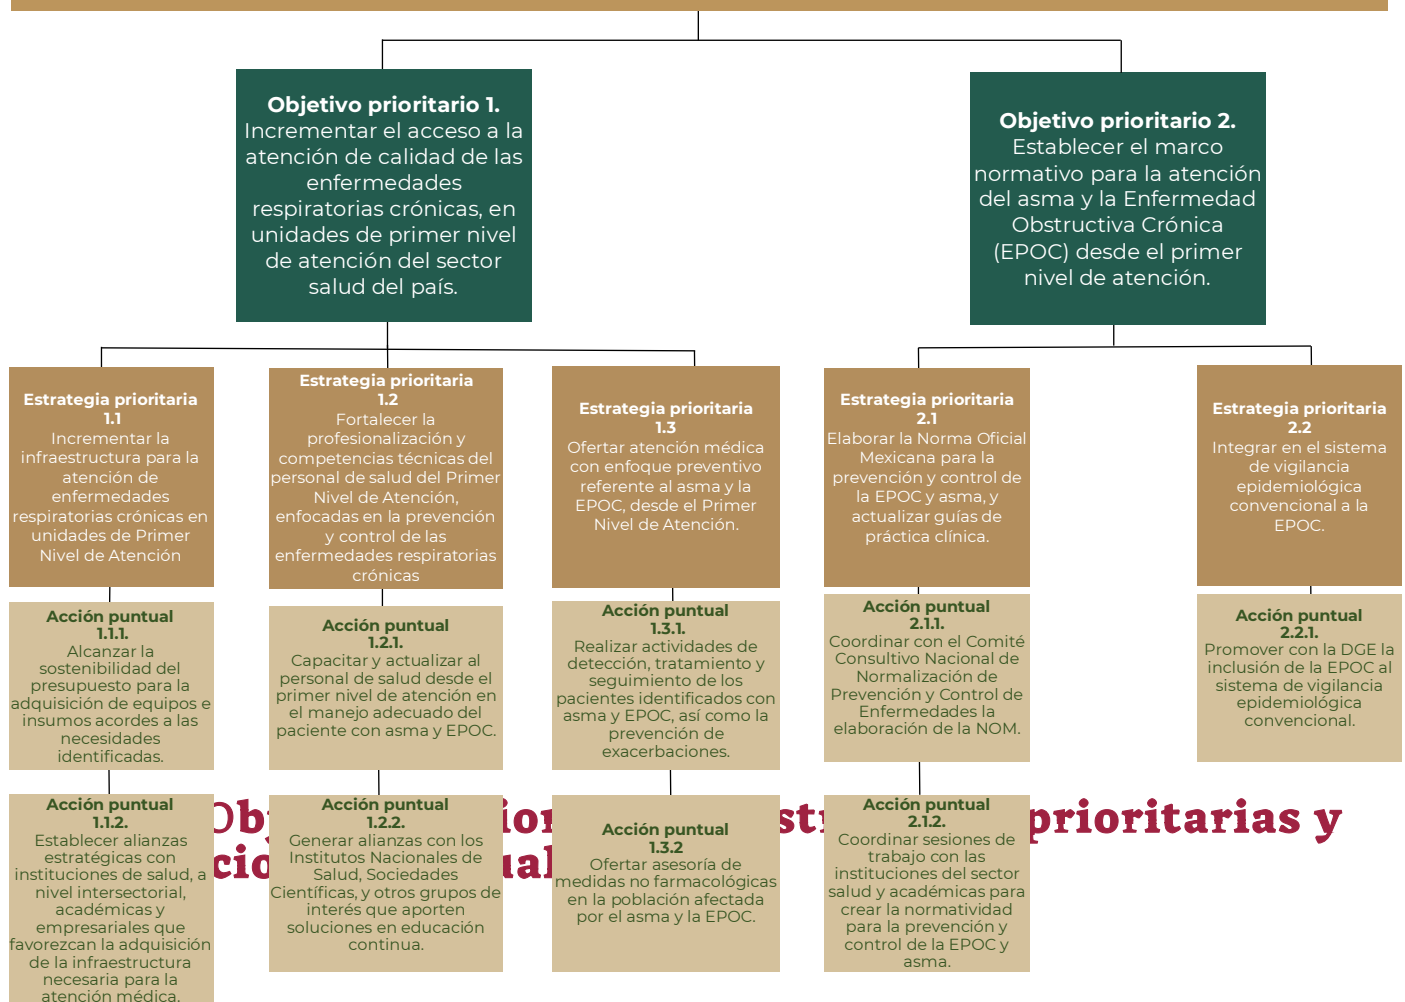 Objetivo prioritario 1.
Incrementar el acceso a la
atención de calidad de las
enfermedades
respiratorias crónicas, en
unidades de primer nivel
de atención del sector
salud del país.
Objetivo prioritario 2.
Establecer el marco
normativo para la atención
del asma y la Enfermedad
Obstructiva Crónica
(EPOC) desde el primer
nivel de atención.
Estrategia prioritaria
1.1
Incrementar la
infraestructura para la
atención de
enfermedades
respiratorias crónicas en
unidades de Primer
Nivel de Atención
Estrategia prioritaria
1.2
Fortalecer la
profesionalización y
competencias técnicas del
personal de salud del Primer
Nivel de Atención,
enfocadas en la prevención
y control de las
enfermedades respiratorias
crónicas
Estrategia prioritaria
1.3
Ofertar atención médica
con enfoque preventivo
referente al asma y la
EPOC, desde el Primer
Nivel de Atención.
Estrategia prioritaria
2.1
Elaborar la Norma Oficial
Mexicana para la
prevención y control de
la EPOC y asma, y
actualizar guías de
práctica clínica.
Estrategia prioritaria
2.2
Integrar en el sistema
de vigilancia
epidemiológica
convencional a la
EPOC.
Acción puntual
1.1.1.
Alcanzar la
sostenibilidad del
presupuesto para la
adquisición de equipos e
insumos acordes a las
necesidades
identificadas.
Acción puntual
1.2.1.
Capacitar y actualizar al
personal de salud desde el
primer nivel de atención en
el manejo adecuado del
paciente con asma y EPOC.
Acción puntual
1.3.1.
Realizar actividades de
detección, tratamiento y
seguimiento de los
pacientes identificados con
asma y EPOC, así como la
prevención de
exacerbaciones.
Acción puntual
2.1.1.
Coordinar con el Comité
Consultivo Nacional de
Normalización de
Prevención y Control de
Enfermedades la
elaboración de la NOM.
Acción puntual
2.2.1.
Promover con la DGE la
inclusión de la EPOC al
sistema de vigilancia
epidemiológica
convencional.
Acción puntual
1.1.2.
Establecer alianzas
estratégicas con
instituciones de salud, a
nivel intersectorial,
académicas y
empresariales que
favorezcan la adquisición
de la infraestructura
necesaria para la
atención médica.
Acción puntual
1.2.2.
Generar alianzas con los
Institutos Nacionales de
Salud, Sociedades
Científicas, y otros grupos de
interés que aporten
soluciones en educación
continua.
Acción puntual
1.3.2
Ofertar asesoría de
medidas no farmacológicas
en la población afectada
por el asma y la EPOC.
Acción puntual
2.1.2.
Coordinar sesiones de
trabajo con las
instituciones del sector
salud y académicas para
crear la normatividad
para la prevención y
control de la EPOC y
asma.
prioritarias y